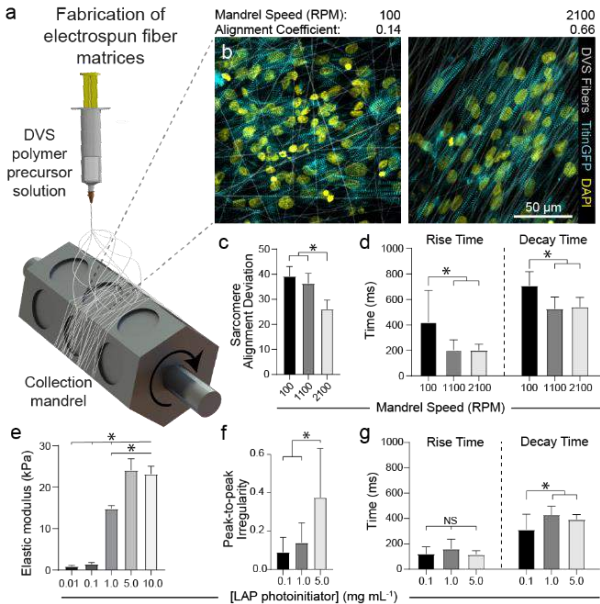 a
Fabrication of
electrospun fiber
matrices
DVS
polymer
precursor
solution
Collection
mandrel
Mandrel Speed (RPM): 100 2100
Alignment Coefficient: 0.14 0.66
b
50 µm
DVS Fibers TitinGFP DAPI
c
Sarcomere
Alignment Deviation
50
40
30
20
10
0
*
100 1100 2100
d
Rise Time Decay Time
Time (ms)
1000
800
600
400
200
0
* *
100 1100 2100 100 1100 2100
Mandrel Speed (RPM)
e
Elastic modulus (kPa)
30
20
10
0
*
*
0.01 0.1 1.0 5.0 10.0
f
Peak-to-peak
Irregularity
0.6
0.4
0.2
0.0
*
0.1 1.0 5.0
g
Rise Time Decay Time
Time (ms)
1000
800
600
400
200
0
NS *
0.1 1.0 5.0 0.1 1.0 5.0
[LAP photoinitiator] (mg mL⁻¹)